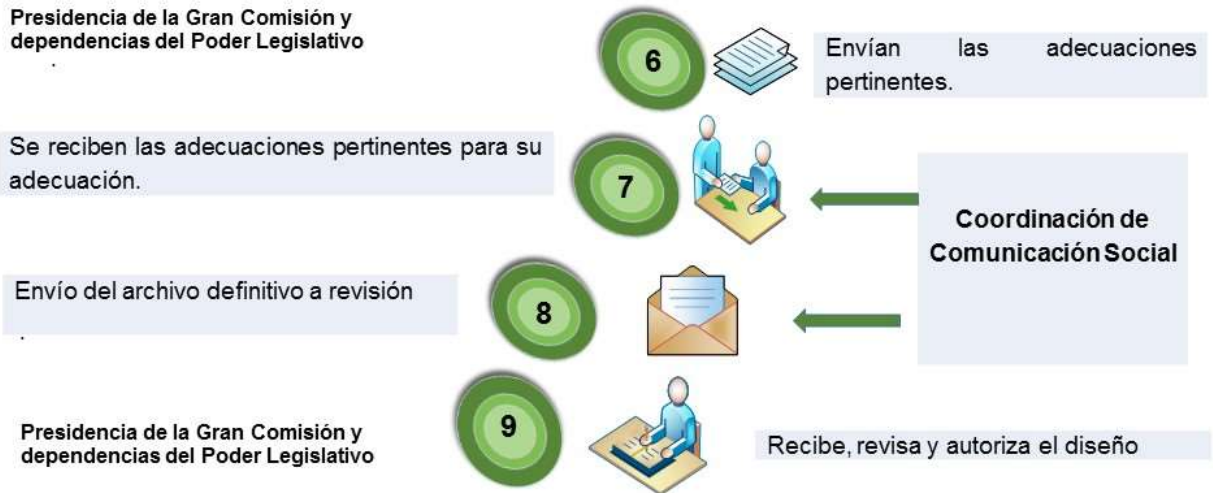 Presidencia de la Gran Comisión y
dependencias del Poder Legislativo
.
6
Envían las adecuaciones
pertinentes.
Se reciben las adecuaciones pertinentes para su
adecuación.
7
Coordinación de
Comunicación Social
Envío del archivo definitivo a revisión
.
8
9
Presidencia de la Gran Comisión y
dependencias del Poder Legislativo
Recibe, revisa y autoriza el diseño